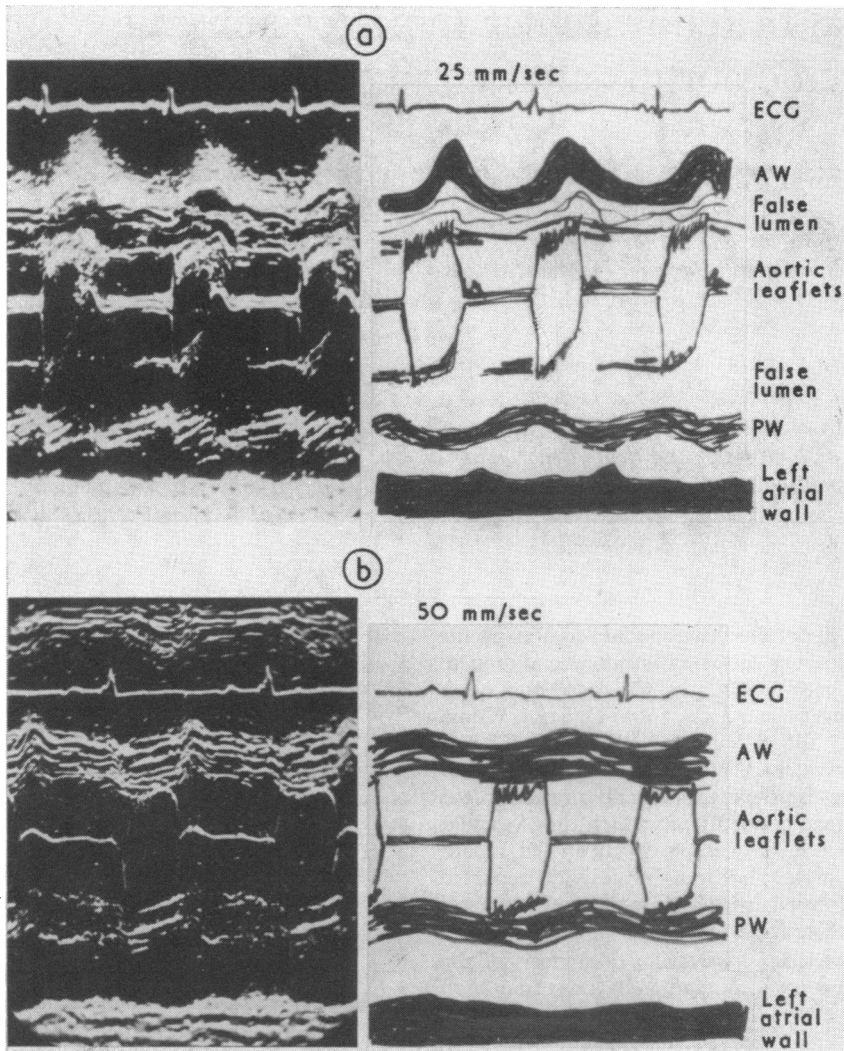 a
25 mm/sec
ECG
AW
False
lumen
Aortic
leaflets
False
lumen
PW
Left
atrial
wall
b
50 mm/sec
ECG
AW
Aortic
leaflets
PW
Left
atrial
wall